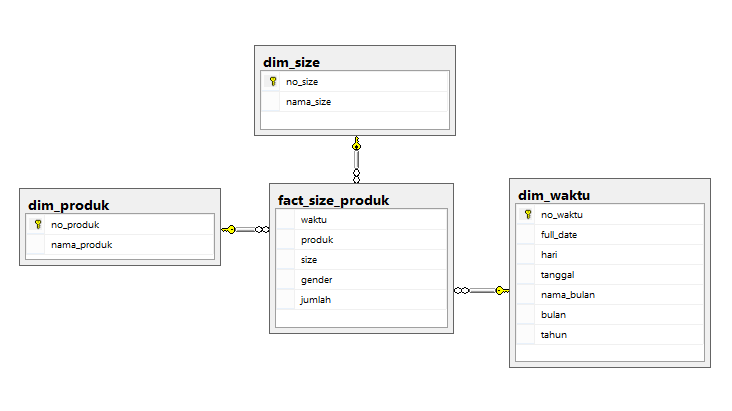 dim_size
no_size
nama_size
dim_produk
no_produk
nama_produk
fact_size_produk
waktu
produk
size
gender
jumlah
dim_waktu
no_waktu
full_date
hari
tanggal
nama_bulan
bulan
tahun